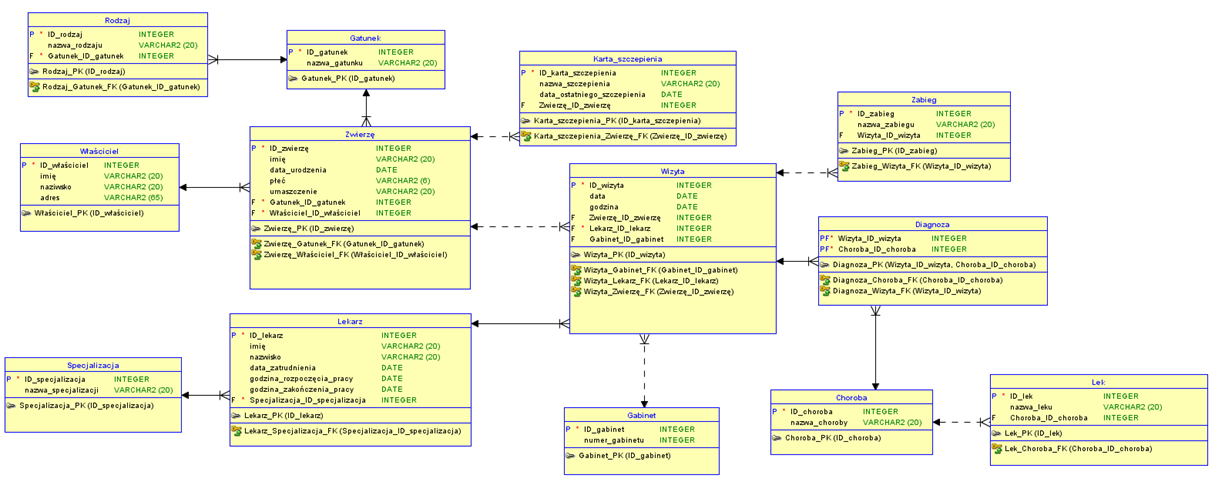 Rodzaj
P * ID_rodzaj INTEGER
nazwa_rodzaju VARCHAR2 (20)
F * Gatunek_ID_gatunek INTEGER
Rodzaj_PK (ID_rodzaj)
Rodzaj_Gatunek_FK (Gatunek_ID_gatunek)
Gatunek
P * ID_gatunek INTEGER
nazwa_gatunku VARCHAR2 (20)
Gatunek_PK (ID_gatunek)
Karta_szczepienia
P * ID_karta_szczepienia INTEGER
nazwa_szczepienia VARCHAR2 (20)
data_ostatniego_szczepienia DATE
F Zwierzę_ID_zwierzę INTEGER
Karta_szczepienia_PK (ID_karta_szczepienia)
Karta_szczepienia_Zwierzę_FK (Zwierzę_ID_zwierzę)
Zabieg
P * ID_zabieg INTEGER
nazwa_zabiegu VARCHAR2 (20)
F Wizyta_ID_wizyta INTEGER
Zabieg_PK (ID_zabieg)
Zabieg_Wizyta_FK (Wizyta_ID_wizyta)
Właściciel
P * ID_właściciel INTEGER
imię VARCHAR2 (20)
naziwsko VARCHAR2 (20)
adres VARCHAR2 (65)
Właściciel_PK (ID_właściciel)
Zwierzę
P * ID_zwierzę INTEGER
imię VARCHAR2 (20)
data_urodzenia DATE
płeć VARCHAR2 (6)
umaszczenie VARCHAR2 (20)
F * Gatunek_ID_gatunek INTEGER
F * Właściciel_ID_właściciel INTEGER
Zwierzę_PK (ID_zwierzę)
Zwierzę_Gatunek_FK (Gatunek_ID_gatunek)
Zwierzę_Właściciel_FK (Właściciel_ID_właściciel)
Wizyta
P * ID_wizyta INTEGER
data DATE
godzina DATE
F Zwierzę_ID_zwierzę INTEGER
F * Lekarz_ID_lekarz INTEGER
F Gabinet_ID_gabinet INTEGER
Wizyta_PK (ID_wizyta)
Wizyta_Gabinet_FK (Gabinet_ID_gabinet)
Wizyta_Lekarz_FK (Lekarz_ID_lekarz)
Wizyta_Zwierzę_FK (Zwierzę_ID_zwierzę)
Diagnoza
PF* Wizyta_ID_wizyta INTEGER
PF* Choroba_ID_choroba INTEGER
Diagnoza_PK (Wizyta_ID_wizyta, Choroba_ID_choroba)
Diagnoza_Choroba_FK (Choroba_ID_choroba)
Diagnoza_Wizyta_FK (Wizyta_ID_wizyta)
Specjalizacja
P * ID_specjalizacja INTEGER
nazwa_specjalizacji VARCHAR2 (20)
Specjalizacja_PK (ID_specjalizacja)
Lekarz
P * ID_lekarz INTEGER
imię VARCHAR2 (20)
nazwisko VARCHAR2 (20)
data_zatrudnienia DATE
godzina_rozpoczęcia_pracy DATE
godzina_zakończenia_pracy DATE
F * Specjalizacja_ID_specjalizacja INTEGER
Lekarz_PK (ID_lekarz)
Lekarz_Specjalizacja_FK (Specjalizacja_ID_specjalizacja)
Gabinet
P * ID_gabinet INTEGER
numer_gabinetu INTEGER
Gabinet_PK (ID_gabinet)
Choroba
P * ID_choroba INTEGER
nazwa_choroby VARCHAR2 (20)
Choroba_PK (ID_choroba)
Lek
P * ID_lek INTEGER
nazwa_leku VARCHAR2 (20)
F Choroba_ID_choroba INTEGER
Lek_PK (ID_lek)
Lek_Choroba_FK (Choroba_ID_choroba)